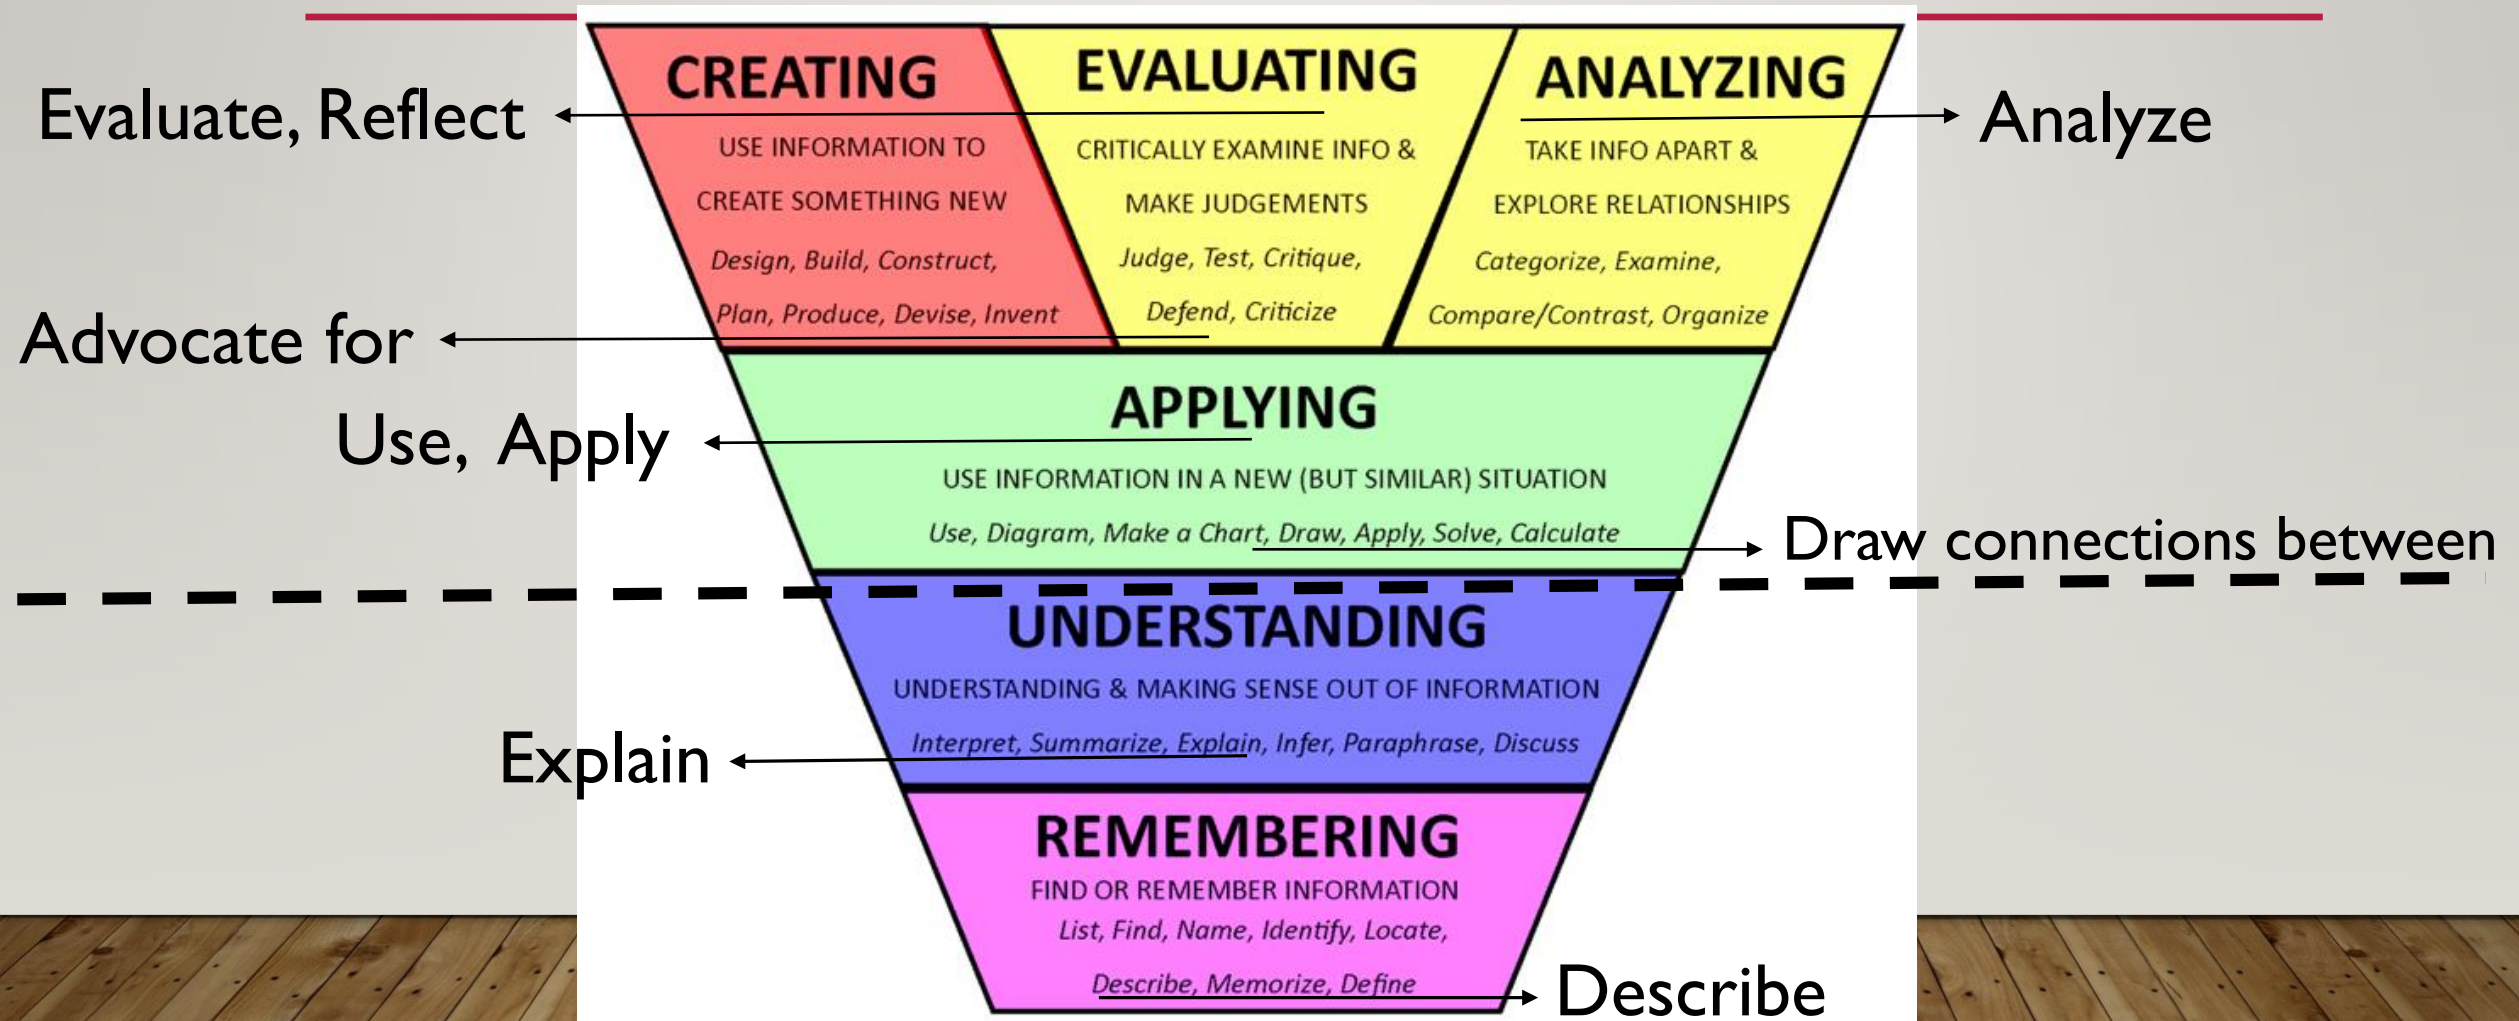 CREATING
USE INFORMATION TO
CREATE SOMETHING NEW
Design, Build, Construct,
Plan, Produce, Devise, Invent
EVALUATING
CRITICALLY EXAMINE INFO &
MAKE JUDGEMENTS
Judge, Test, Critique,
Defend, Criticize
ANALYZING
TAKE INFO APART &
EXPLORE RELATIONSHIPS
Categorize, Examine,
Compare/Contrast, Organize
Evaluate, Reflect
Analyze
Advocate for
APPLYING
USE INFORMATION IN A NEW (BUT SIMILAR) SITUATION
Use, Diagram, Make a Chart, Draw, Apply, Solve, Calculate
Use, Apply
Draw connections between
UNDERSTANDING
UNDERSTANDING & MAKING SENSE OUT OF INFORMATION
Interpret, Summarize, Explain, Infer, Paraphrase, Discuss
Explain
REMEMBERING
FIND OR REMEMBER INFORMATION
List, Find, Name, Identify, Locate,
Describe, Memorize, Define
Describe